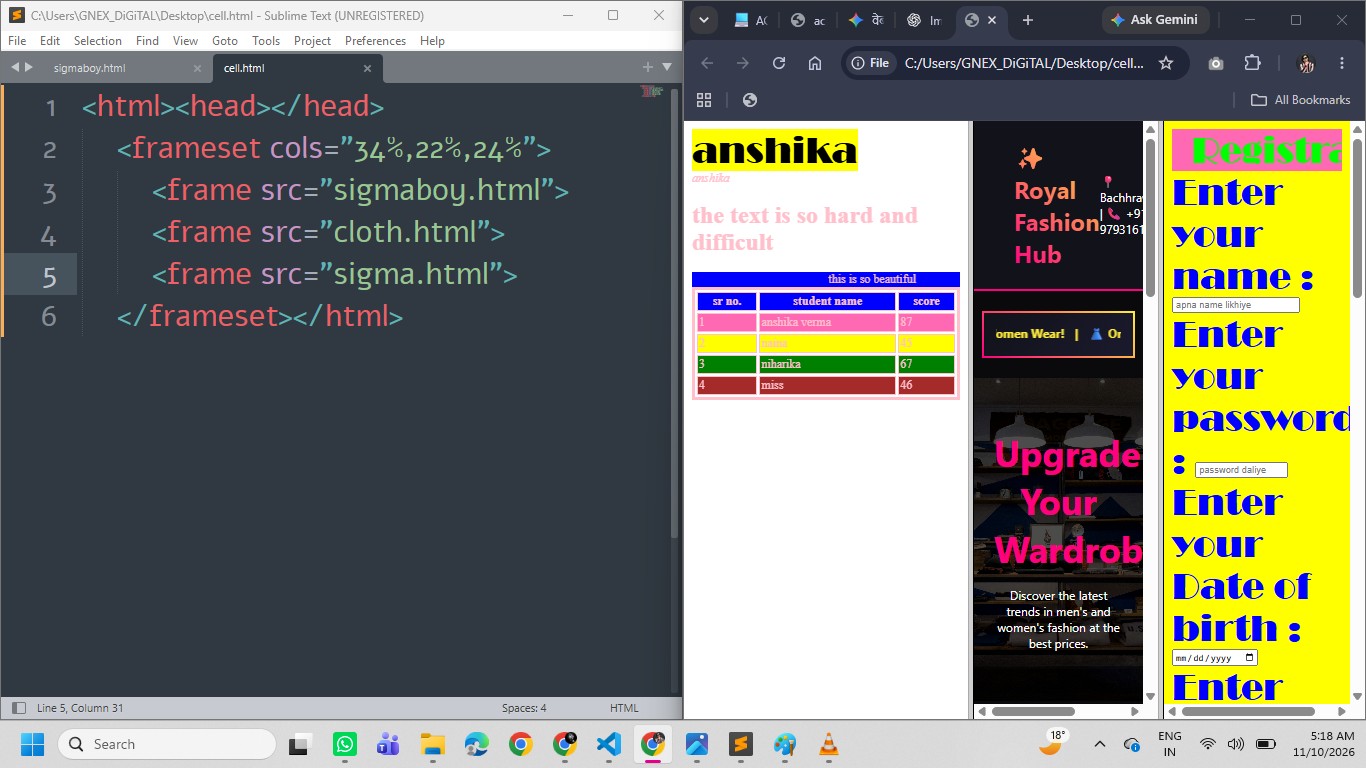 C:\Users\GNEX_DiGiTAL\Desktop\cell.html - Sublime Text (UNREGISTERED)
File Edit Selection Find View Goto Tools Project Preferences Help
sigmaboy.html
cell.html
1 <html><head></head>
2 <frameset cols=”34%,22%,24%”>
3 <frame src=”sigmaboy.html”>
4 <frame src=”cloth.html”>
5 <frame src=”sigma.html”>
6 </frameset></html>
Line 5, Column 31
Spaces: 4
HTML
Ask Gemini
File
C:/Users/GNEX_DiGiTAL/Desktop/cell...
All Bookmarks
anshika
anshika
the text is so hard and
difficult
this is so beautiful
sr no. student name score
1 anshika verma 87
2 45
3 niharika 67
4 miss 46
Royal
Fashion
Hub
Bachhra
| +9
9793161
omen Wear! | Or
Upgrade
Your
Wardrob
Discover the latest
trends in men's and
women's fashion at the
best prices.
Registra
Enter
your
name :
apna name likhiye
Enter
your
password
: password daliye
Enter
your
Date of
birth :
mm/dd/yyyy
Enter
Search
18°
ENG
IN
5:18 AM
11/10/2026